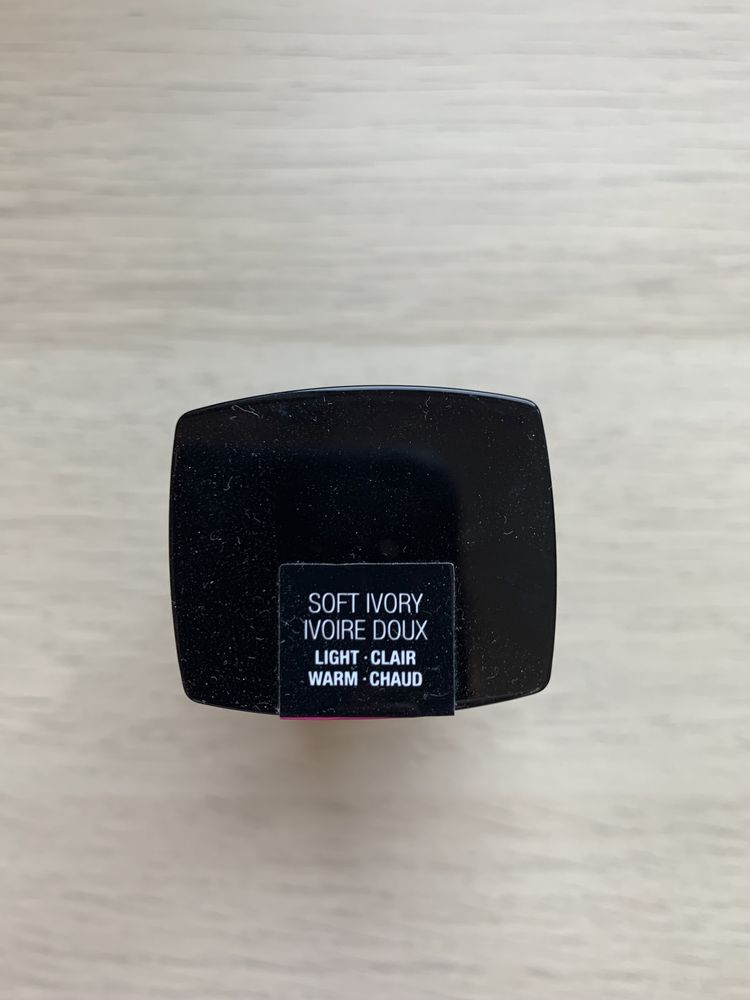 SOFT IVORY
IVOIRE DOUX
LIGHT · CLAIR
WARM · CHAUD